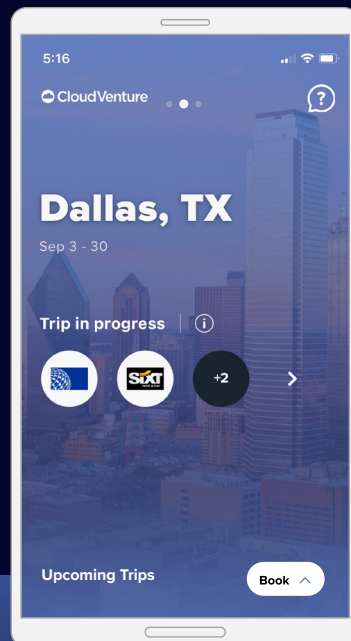 5:16
CloudVenture
?
Dallas, TX
Sep 3 - 30
Trip in progress
i
SiXT
+2
Upcoming Trips
Book